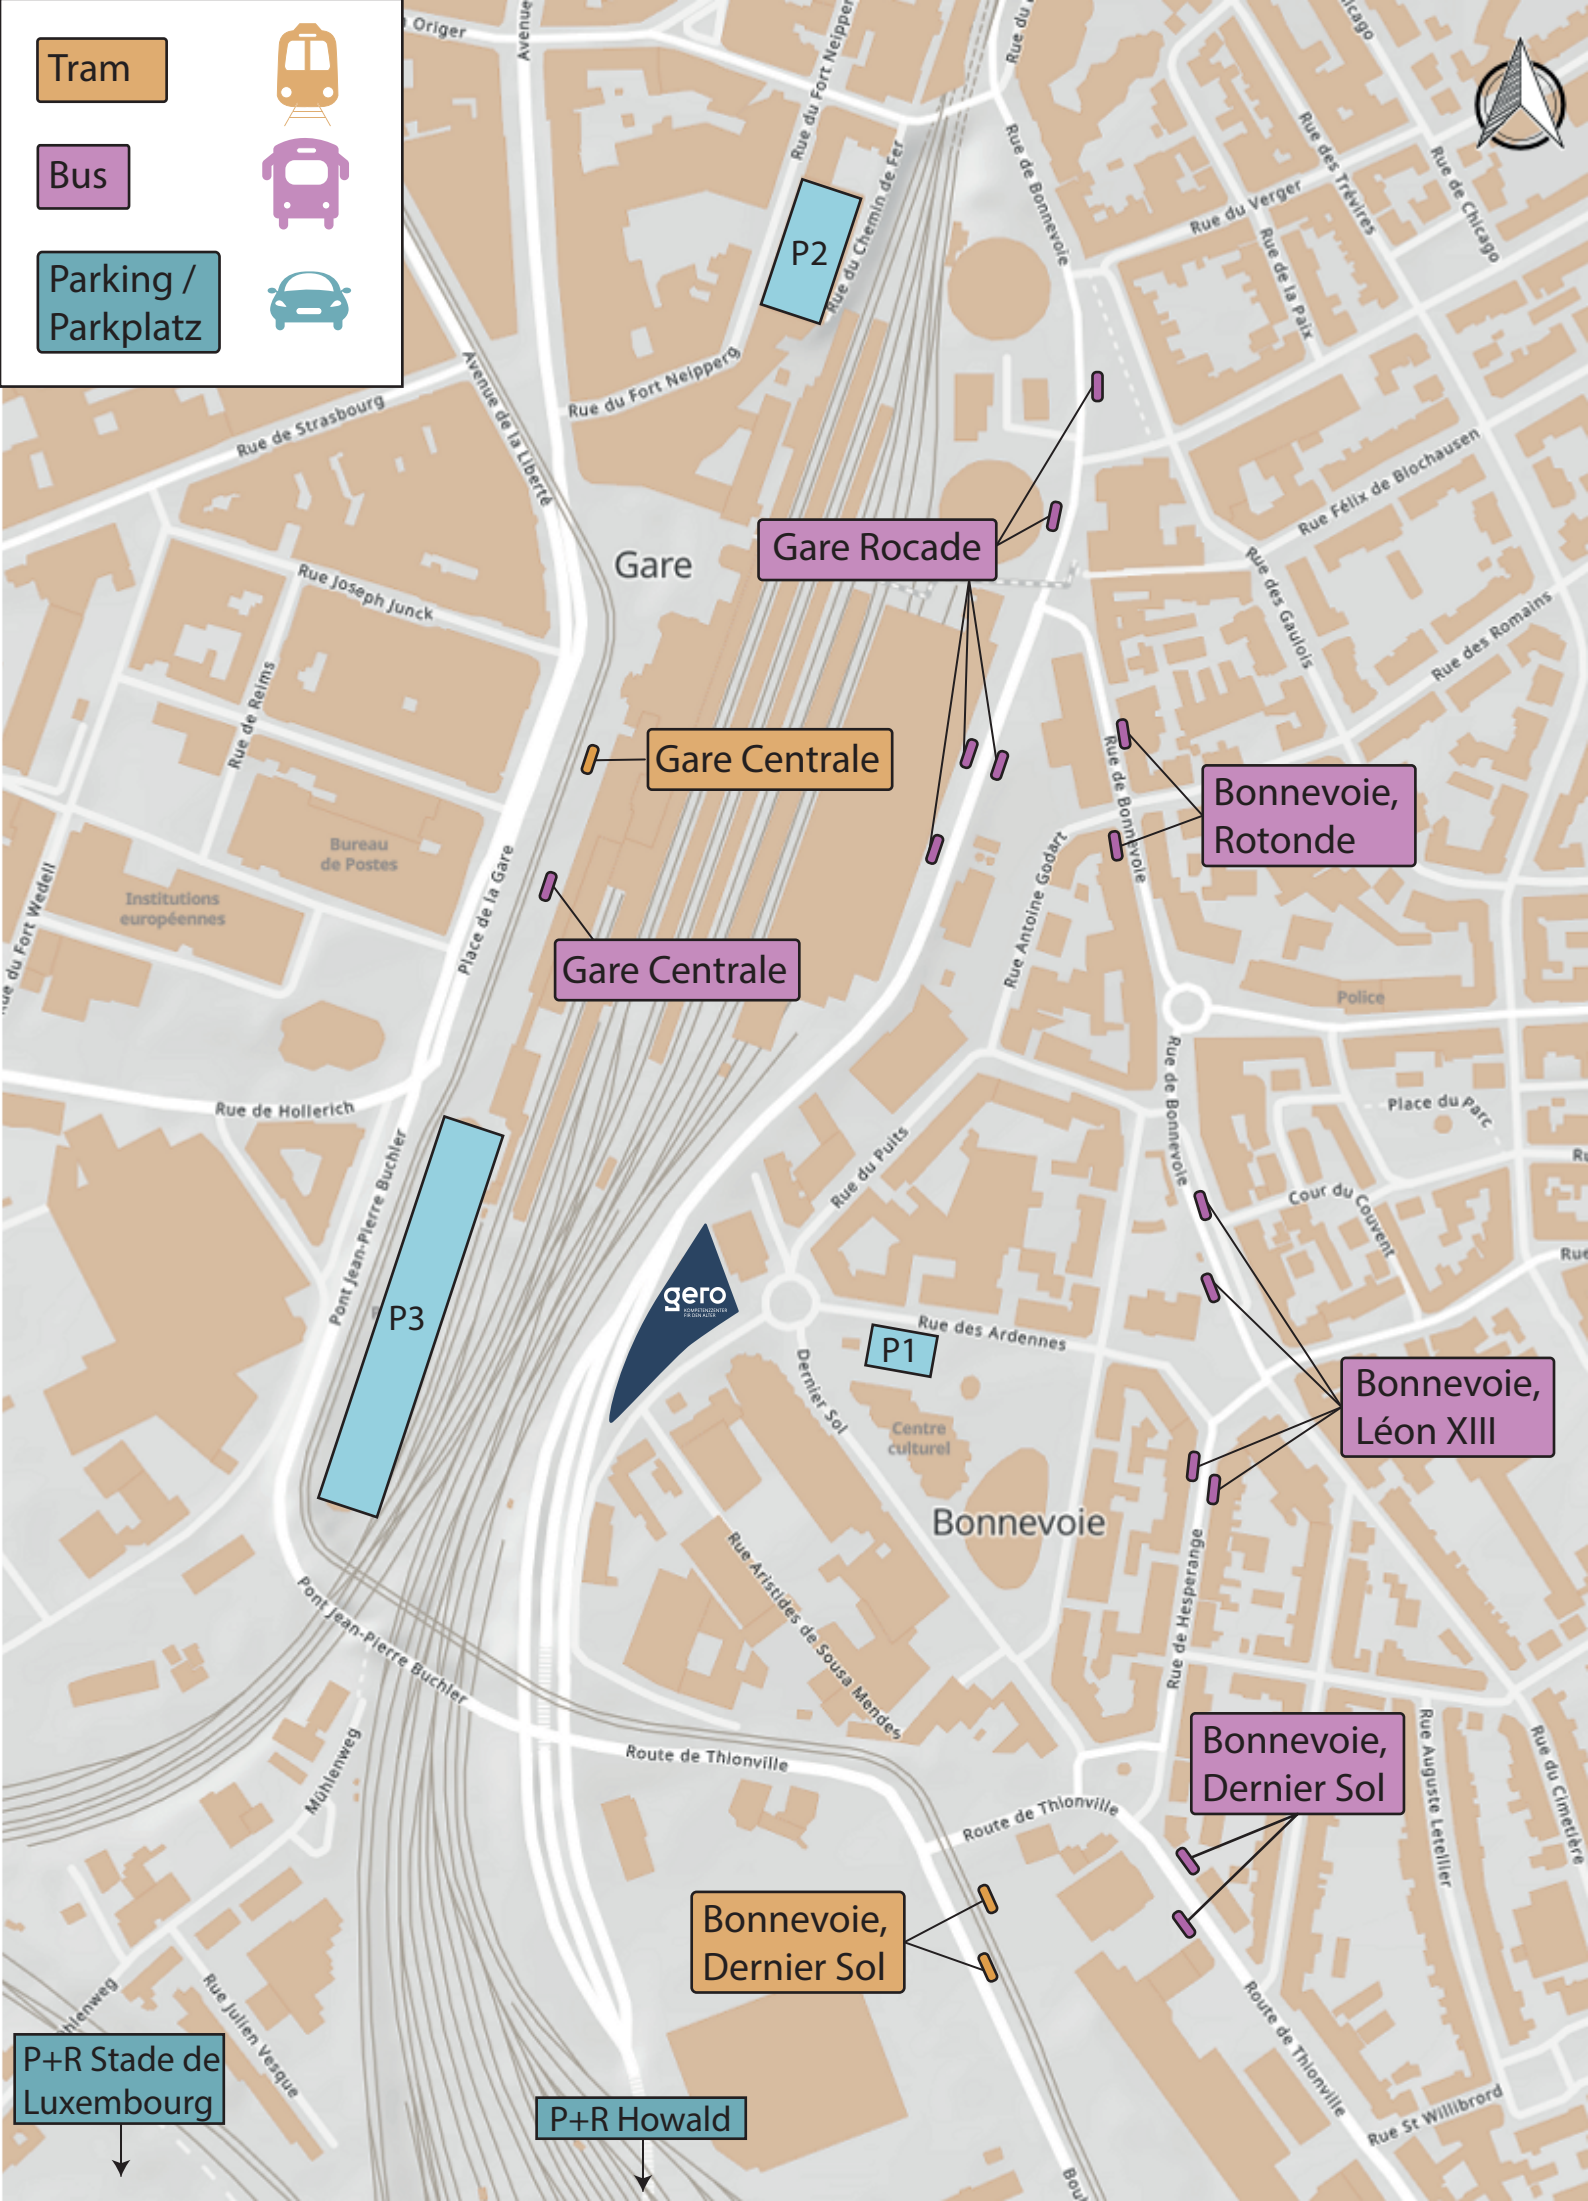 Tram
Bus
Parking /
Parkplatz
Origer
Avenue
Rue du Fort Neipperg
Rue du
Rue de Bonnevoie
Rue du Chemin de Fer
Rue des Trévires
Rue de Chicago
Rue du Verger
Rue de la Paix
P2
Avenue de la Liberté
Rue du Fort Neipperg
Rue de Strasbourg
Rue Félix de Blochausen
Gare Rocade
Gare
Rue Joseph Junck
Rue des Gaulois
Rue des Romains
Rue de Reims
Gare Centrale
Rue de Bonnevoie
Bonnevoie,
Rotonde
Bureau
de Postes
Institutions
européennes
Rue du Fort Wedell
Place de la Gare
Rue Antoine Godart
Gare Centrale
Police
Rue de Hollerich
Rue de Bonnevoie
Place du Parc
Rue du Puits
Pont Jean-Pierre Buchler
Cour du Couvent
Rue
gero
KOMPETENZZENTER
FIR DEN ALTER
P3
Rue des Ardennes
P1
Dernier Sol
Centre
culturel
Bonnevoie,
Léon XIII
Bonnevoie
Rue Aristides de Sousa Mendes
Rue de Hesperange
Pont Jean-Pierre Buchler
Mühlenweg
Route de Thionville
Bonnevoie,
Dernier Sol
Rue Auguste Letellier
Rue du Cimetière
Route de Thionville
Bonnevoie,
Dernier Sol
Rue Julien Vesque
Route de Thionville
P+R Stade de
Luxembourg
P+R Howald
Rue St Willibrord